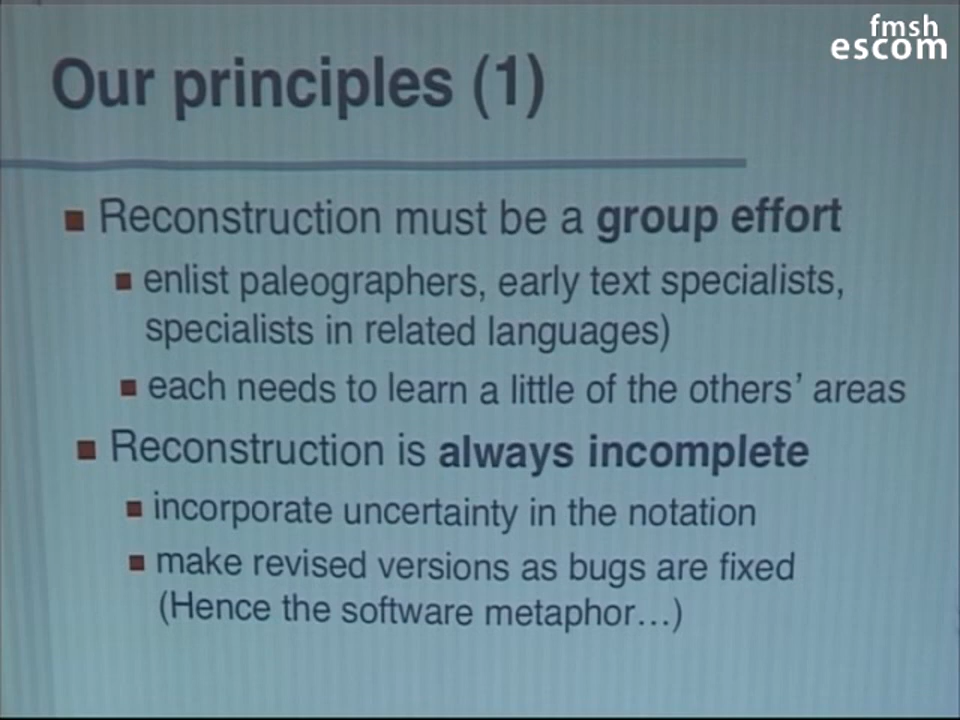 fmsh
escom
Our principles (1)
Reconstruction must be a group effort
enlist paleographers, early text specialists,
specialists in related languages)
each needs to learn a little of the others’ areas
Reconstruction is always incomplete
incorporate uncertainty in the notation
make revised versions as bugs are fixed
(Hence the software metaphor…)